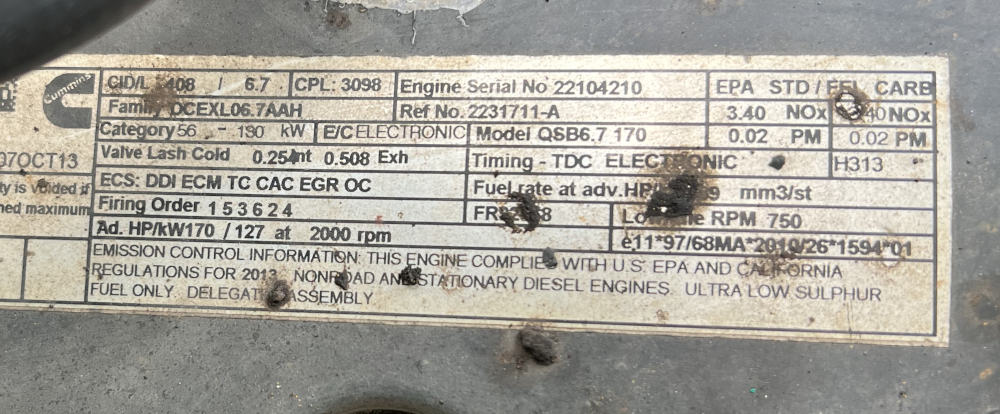 Cummins
CID/L 408 / 6.7
CPL: 3098
Engine Serial No 22104210
EPA STD / FEL CARB
Family
Ref No. 2231711-A
3.40 NOx
NOx
Category 56 - 130 kW
E/C ELECTRONIC
Model QSB6.7 170
0.02 PM
0.02 PM
07OCT13
Valve Lash Cold 0.254 Int 0.508 Exh
Timing - TDC ELECTRONIC
H313
ty is voided if
ECS: DDI ECM TC CAC EGR OC
Fuel rate at adv.HP
mm3/st
ned maximum
Firing Order 1 5 3 6 2 4
Low Idle RPM 750
Ad. HP/kW170 / 127 at 2000 rpm
e11*97/68MA*2010/26*1594*01
EMISSION CONTROL INFORMATION: THIS ENGINE COMPLIES WITH U.S. EPA AND CALIFORNIA
REGULATIONS FOR 2013 NONROAD AND STATIONARY DIESEL ENGINES. ULTRA LOW SULPHUR
FUEL ONLY. DELEGATED ASSEMBLY